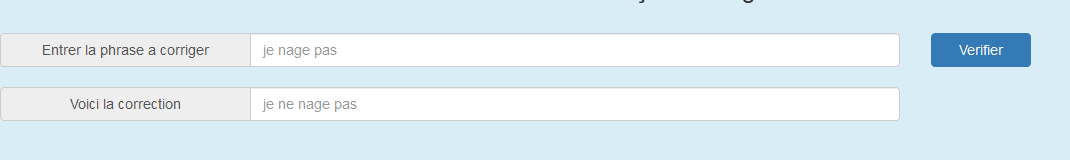 Entrer la phrase a corriger je nage pas Verifier
Voici la correction je ne nage pas